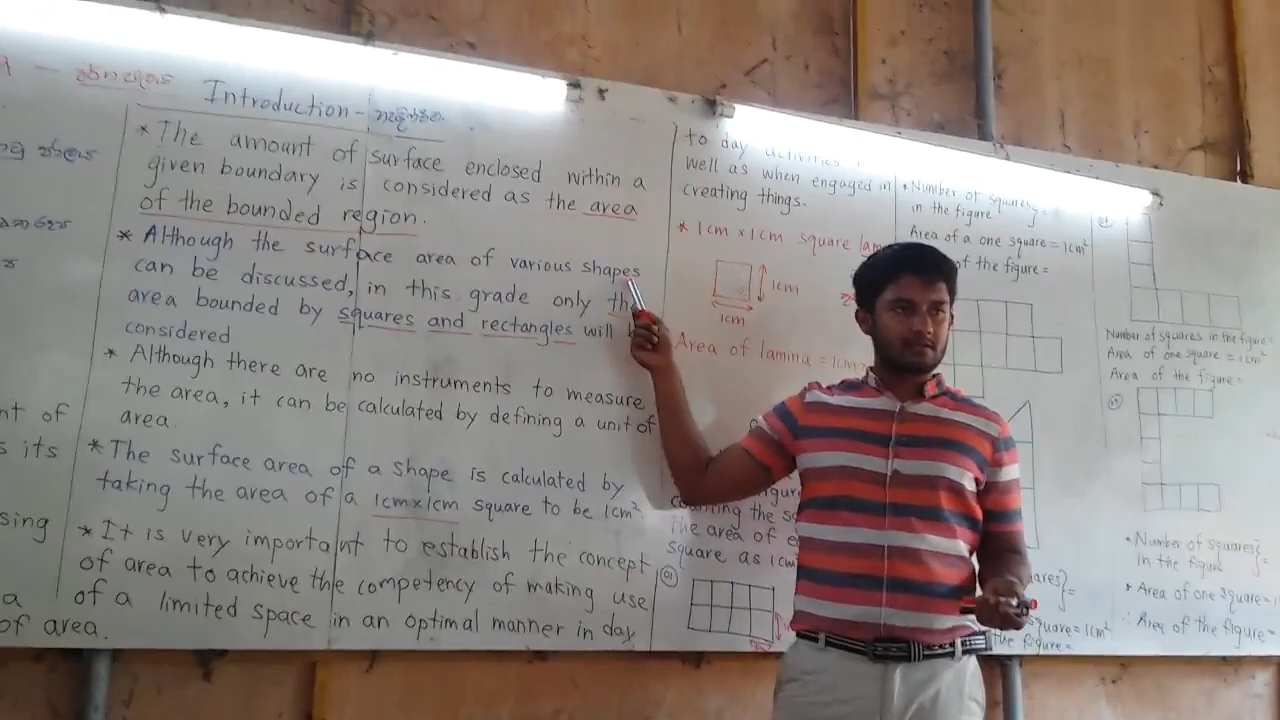 Introduction - හැඳින්වීම
* The amount of surface enclosed within a
given boundary is considered as the area
of the bounded region.
* Although the surface area of various shapes
can be discussed, in this grade only the
area bounded by squares and rectangles will
considered
* Although there are no instruments to measure
the area, it can be calculated by defining a unit of
area.
* The surface area of a shape is calculated by
taking the area of a 1cm×1cm square to be 1cm².
* It is very important to establish the concept
of area to achieve the competency of making use
of a limited space in an optimal manner in day
nt of
s its
sing
a
of area.
to day activities
well as when engaged in
creating things.
* 1cm × 1cm square
1cm
1cm
Area of lamina = 1cm
counting the
the area of
square as 1cm
01
* Number of squares}
in the figure =
Area of a one square = 1cm²
of the figure =
square = 1cm²
the figure =
Number of squares in the figure =
Area of one square = 1cm²
Area of the figure =
* Number of squares}
in the figure =
* Area of one square = 1
∴ Area of the figure =